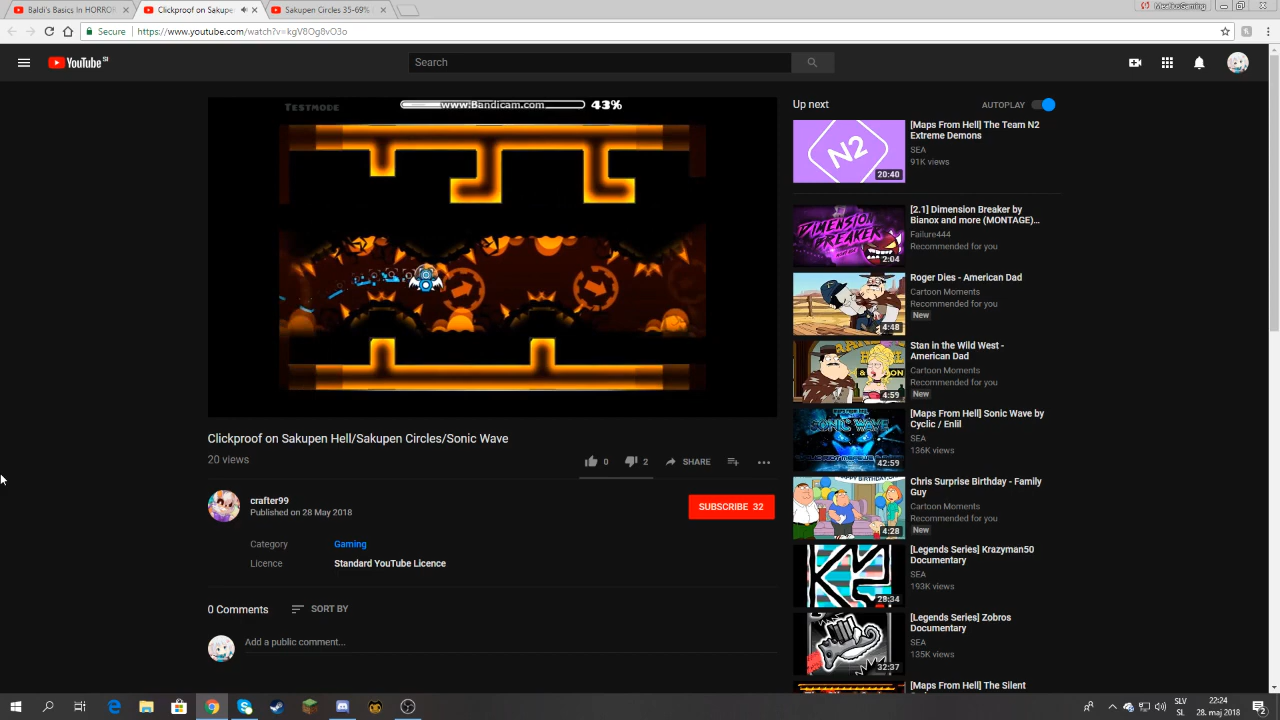 Baldi's Basics In HORROR
Clickproof on Sakupe
Sakupen Circles 35-69%
MedicsGaming
Secure
https://www.youtube.com/watch?v=kgV8Og8vO3o
YouTube SI
Search
TESTMODE
www.Bandicam.com
43%
Up next
AUTOPLAY
N2
20:40
[Maps From Hell] The Team N2
Extreme Demons
SEA
91K views
DIMENSION
BREAKER
2:04
[2.1] Dimension Breaker by
Bianox and more (MONTAGE)...
Failure444
Recommended for you
4:48
Roger Dies - American Dad
Cartoon Moments
Recommended for you
New
4:59
Stan in the Wild West -
American Dad
Cartoon Moments
Recommended for you
New
SONIC WAVE
42:59
[Maps From Hell] Sonic Wave by
Cyclic / Enlil
SEA
136K views
4:28
Chris Surprise Birthday - Family
Guy
Cartoon Moments
Recommended for you
New
28:34
[Legends Series] Krazyman50
Documentary
SEA
193K views
32:37
[Legends Series] Zobros
Documentary
SEA
135K views
[Maps From Hell] The Silent
Clickproof on Sakupen Hell/Sakupen Circles/Sonic Wave
20 views
0
2
SHARE
crafter99
Published on 28 May 2018
SUBSCRIBE 32
Category
Gaming
Licence
Standard YouTube Licence
0 Comments
SORT BY
Add a public comment...
SLV
SL
22:24
28. maj 2018
2